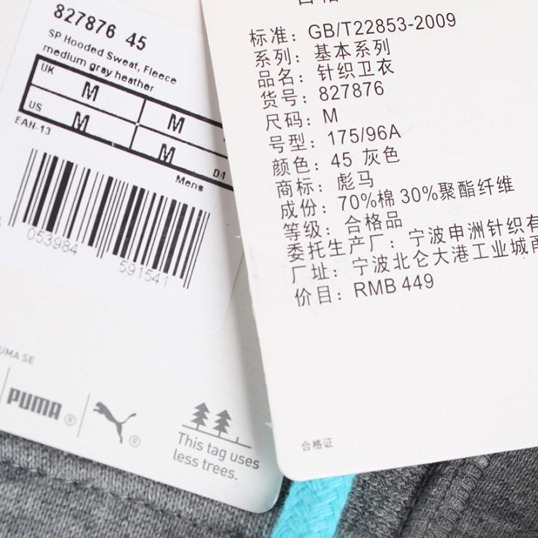 827876 45
SP Hooded Sweat, Fleece
medium gray heather
UK M M
US M M D1
EAN-13 Mens
053984 591541
PUMA SE
PUMA®
®
This tag uses
less trees.
标准：GB/T22853-2009
系列：基本系列
品名：针织卫衣
货号：827876
尺码：M
号型：175/96A
颜色：45 灰色
商标：彪马
成份：70%棉 30%聚酯纤维
等级：合格品
委托生产厂：宁波申洲针织有
厂址：宁波北仑大港工业城甬
价目：RMB 449
合格证